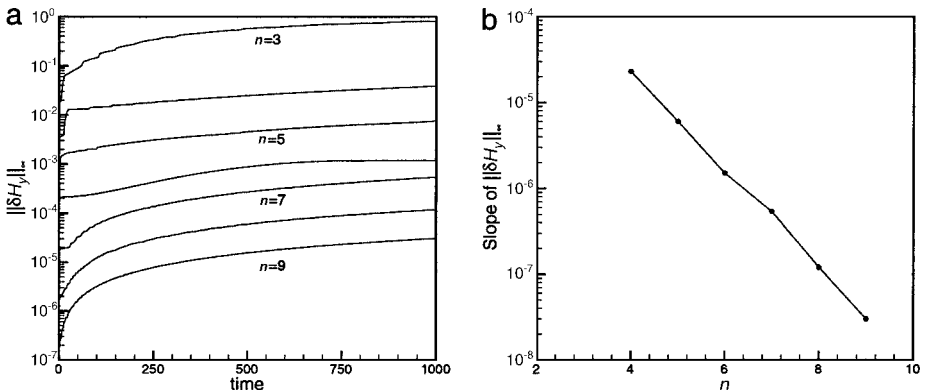 a
10⁰
10⁻¹
10⁻²
10⁻³
10⁻⁴
10⁻⁵
10⁻⁶
10⁻⁷
||δH_y||_∞
n=3
n=5
n=7
n=9
0
250
500
750
1000
time
b
10⁻⁴
10⁻⁵
10⁻⁶
10⁻⁷
10⁻⁸
Slope of ||δH_y||_∞
2
4
6
8
10
n